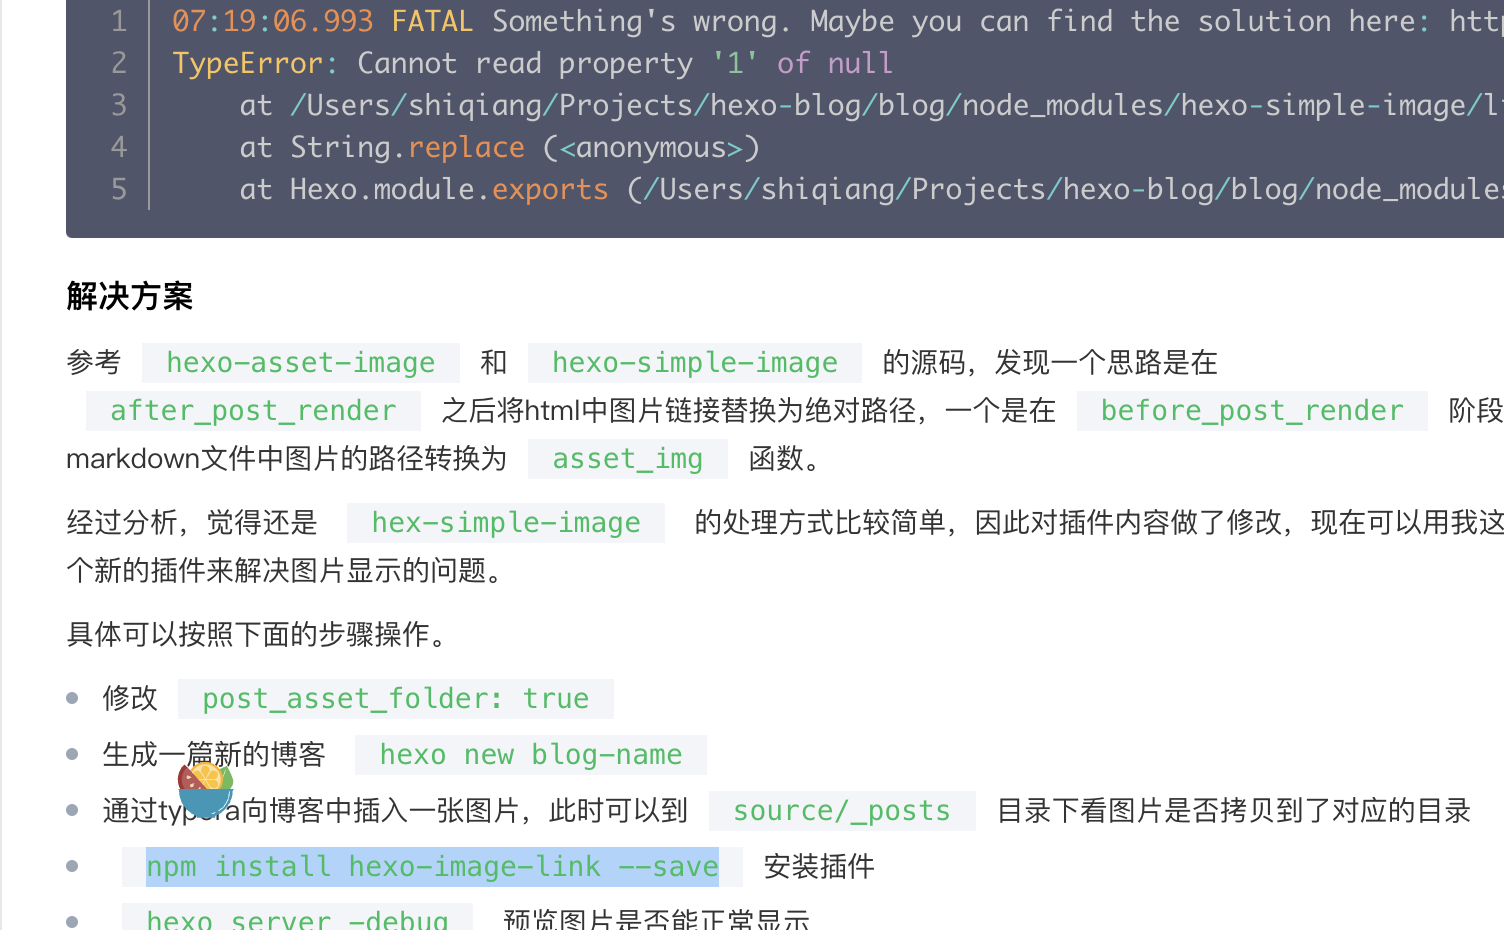 1 07:19:06.993 FATAL Something's wrong. Maybe you can find the solution here: http
2 TypeError: Cannot read property '1' of null
3 at /Users/shiqiang/Projects/hexo-blog/blog/node_modules/hexo-simple-image/li
4 at String.replace (<anonymous>)
5 at Hexo.module.exports (/Users/shiqiang/Projects/hexo-blog/blog/node_modules
解决方案
参考 hexo-asset-image 和 hexo-simple-image 的源码，发现一个思路是在
after_post_render 之后将html中图片链接替换为绝对路径，一个是在 before_post_render 阶段
markdown文件中图片的路径转换为 asset_img 函数。
经过分析，觉得还是 hex-simple-image 的处理方式比较简单，因此对插件内容做了修改，现在可以用我这
个新的插件来解决图片显示的问题。
具体可以按照下面的步骤操作。
修改 post_asset_folder: true
生成一篇新的博客 hexo new blog-name
通过typora向博客中插入一张图片，此时可以到 source/_posts 目录下看图片是否拷贝到了对应的目录
npm install hexo-image-link --save 安装插件
hexo server -debug 预览图片是否能正常显示